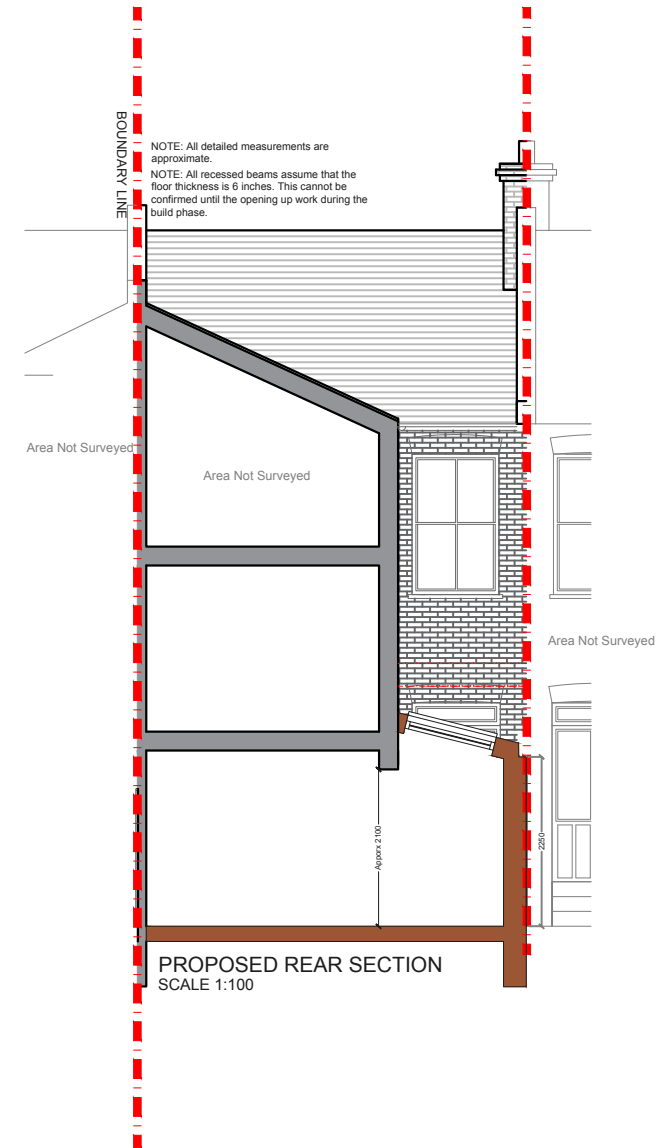 BOUNDARY LINE
NOTE: All detailed measurements are
approximate.
NOTE: All recessed beams assume that the
floor thickness is 6 inches. This cannot be
confirmed until the opening up work during the
build phase.
Area Not Surveyed
Area Not Surveyed
Area Not Surveyed
Apporx 2100
2250
PROPOSED REAR SECTION
SCALE 1:100